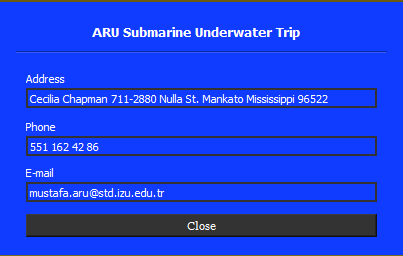 ARU Submarine Underwater Trip
Address
Cecilia Chapman 711-2880 Nulla St. Mankato Mississippi 96522
Phone
551 162 42 86
E-mail
mustafa.aru@std.izu.edu.tr
Close